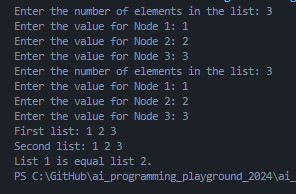 Enter the number of elements in the list: 3
Enter the value for Node 1: 1
Enter the value for Node 2: 2
Enter the value for Node 3: 3
Enter the number of elements in the list: 3
Enter the value for Node 1: 1
Enter the value for Node 2: 2
Enter the value for Node 3: 3
First list: 1 2 3
Second list: 1 2 3
List 1 is equal list 2.
PS C:\GitHub\ai_programming_playground_2024\ai_